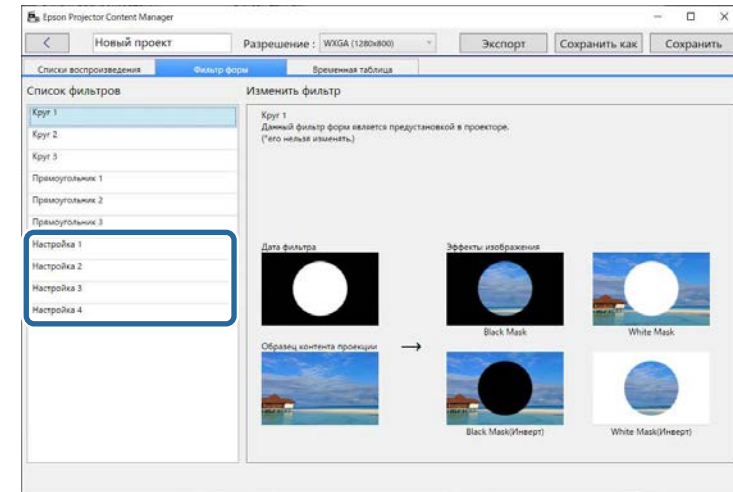 Epson Projector Content Manager
Новый проект
Разрешение :
WXGA (1280x800)
Экспорт
Сохранить как
Сохранить
Списки воспроизведения
Фильтр формы
Временная таблица
Список фильтров
Круг 1
Круг 2
Круг 3
Прямоугольник 1
Прямоугольник 2
Прямоугольник 3
Настройка 1
Настройка 2
Настройка 3
Настройка 4
Изменить фильтр
Круг 1
Данный фильтр форм является предустановкой в проекторе.
(*его нельзя изменять.)
Дата фильтра
Эффекты изображения
Black Mask
White Mask
Образец контента проекции
→
Black Mask(Инверт)
White Mask(Инверт)